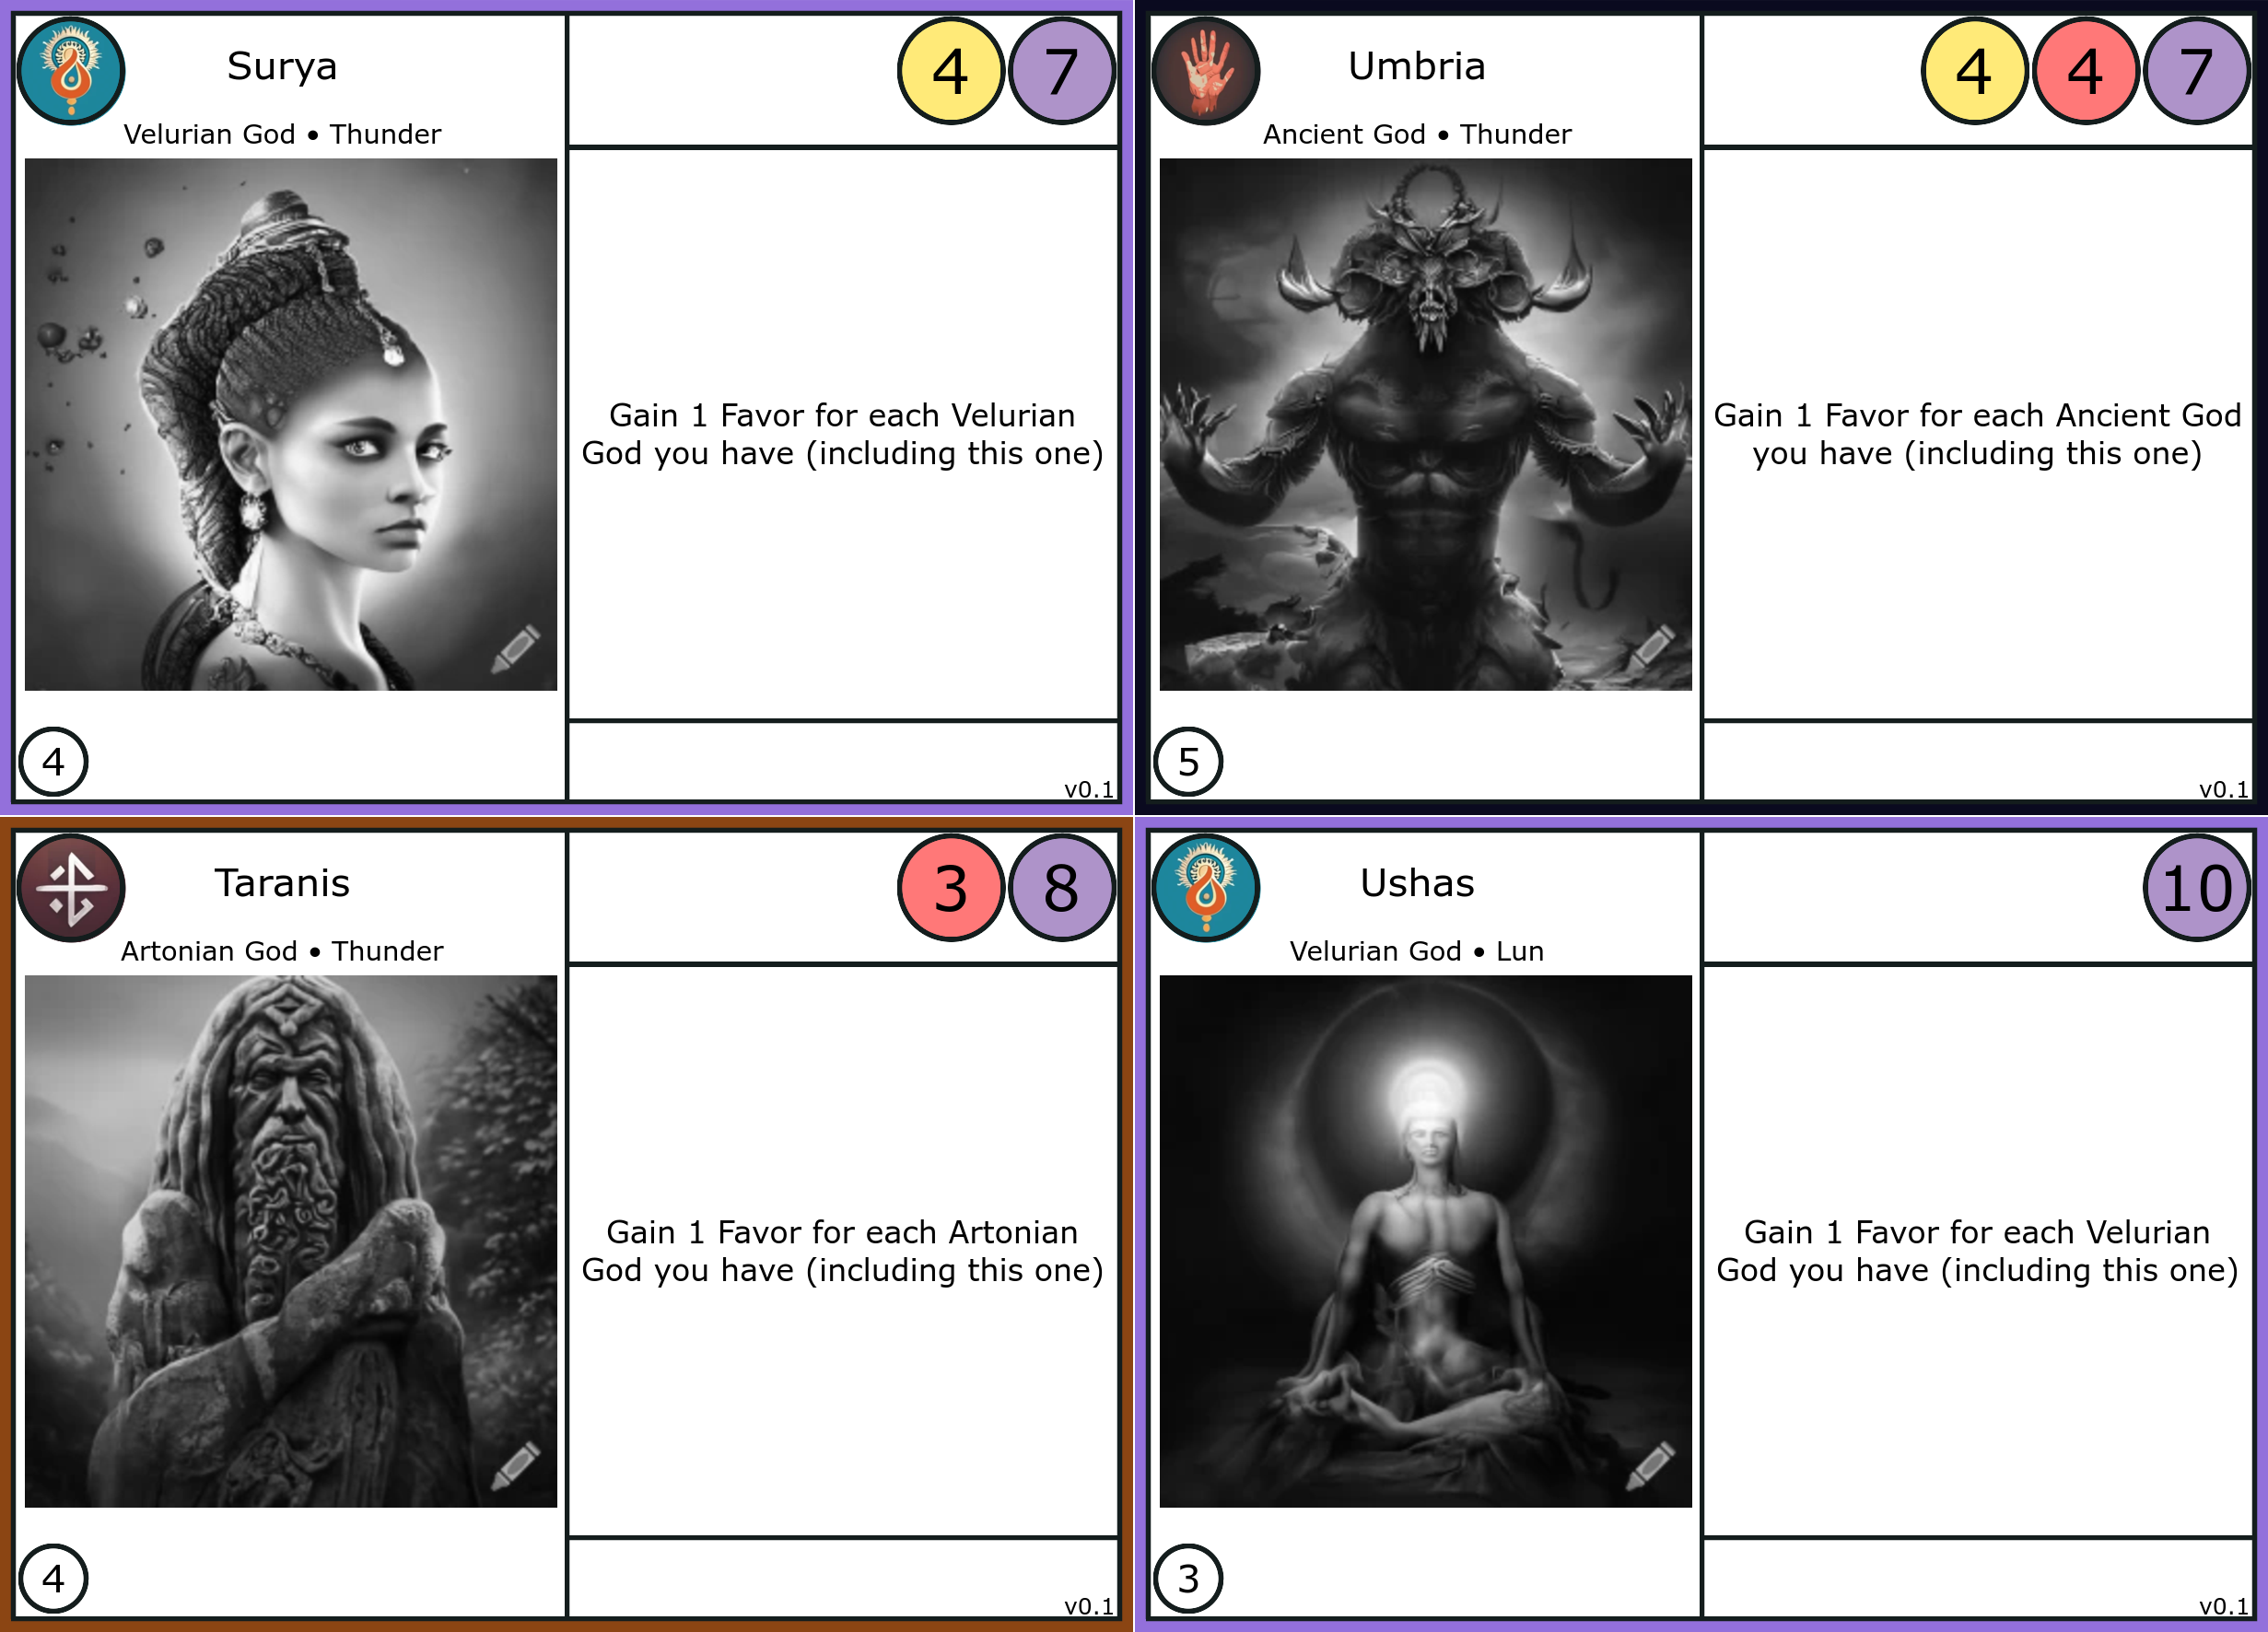 Surya
4 7
Velurian God • Thunder
Gain 1 Favor for each Velurian
God you have (including this one)
4
v0.1
Umbria
4 4 7
Ancient God • Thunder
Gain 1 Favor for each Ancient God
you have (including this one)
5
v0.1
Taranis
3 8
Artonian God • Thunder
Gain 1 Favor for each Artonian
God you have (including this one)
4
v0.1
Ushas
10
Velurian God • Lun
Gain 1 Favor for each Velurian
God you have (including this one)
3
v0.1